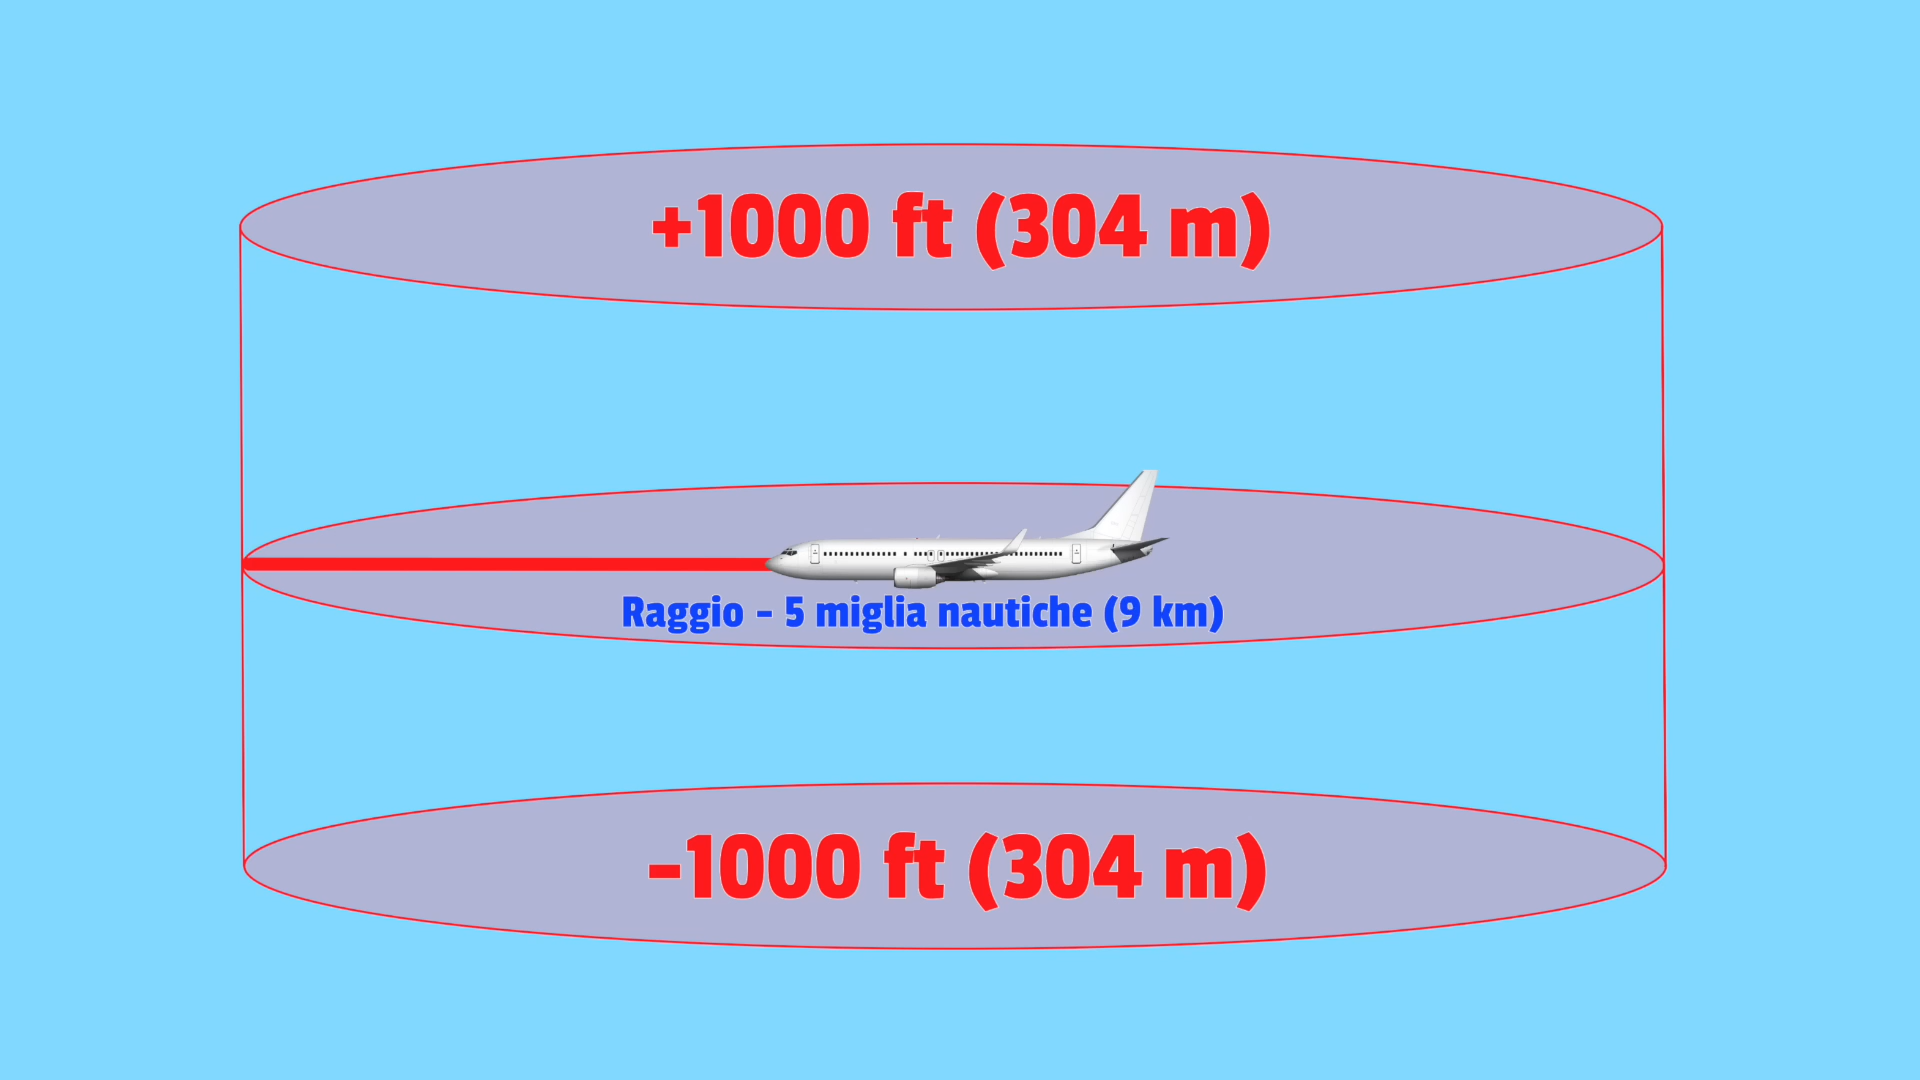 +1000 ft (304 m)
Raggio - 5 miglia nautiche (9 km)
-1000 ft (304 m)